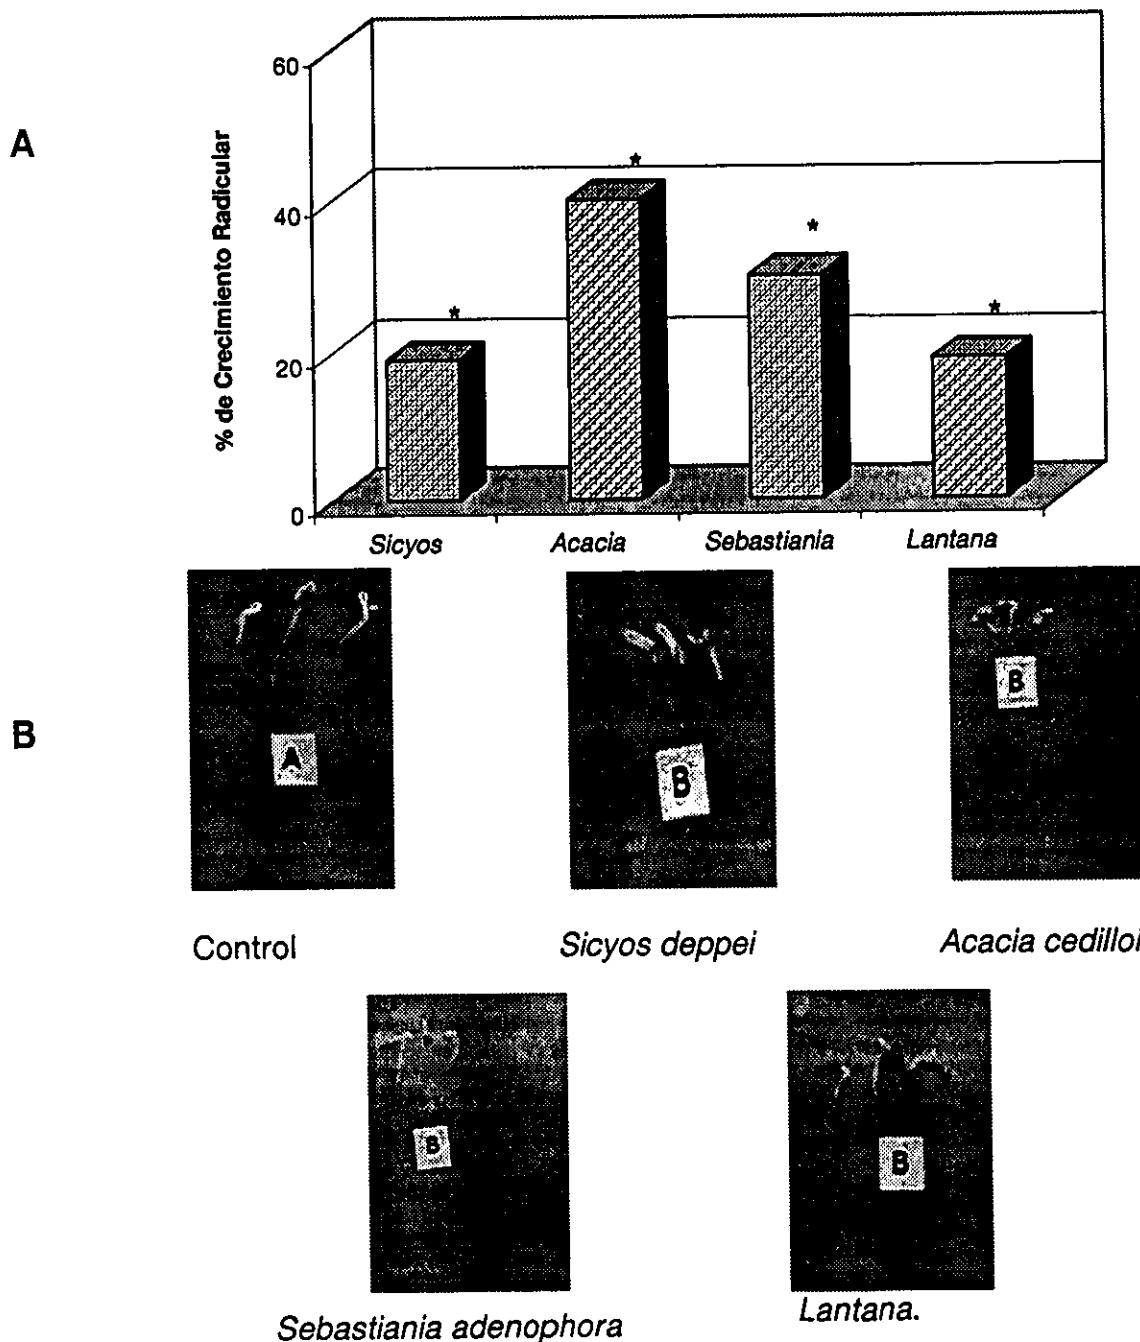 A
% de Crecimiento Radicular
60
40
20
0
*
*
*
*
Sicyos Acacia Sebastiania Lantana
B
A
B
B
Control Sicyos deppei Acacia cedilloi
B
B
Sebastiania adenophora Lantana.